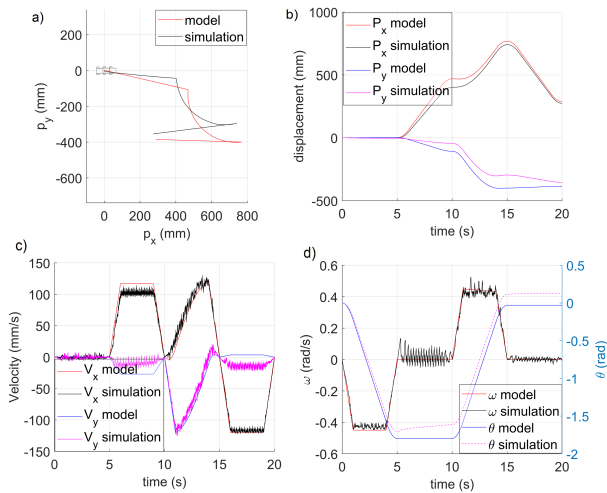 a)
model
simulation
200
0
-200
-400
-600
p_y (mm)
0 200 400 600 800
p_x (mm)
b)
P_x model
P_x simulation
P_y model
P_y simulation
1000
500
0
-500
displacement (mm)
0 5 10 15 20
time (s)
c)
150
100
50
0
-50
-100
-150
Velocity (mm/s)
V_x model
V_x simulation
V_y model
V_y simulation
0 5 10 15 20
time (s)
d)
0.6
0.4
0.2
0
-0.2
-0.4
-0.6
ω (rad/s)
ω model
ω simulation
θ model
θ simulation
0.5
0
-0.5
-1
-1.5
-2
θ (rad)
0 5 10 15 20
time (s)